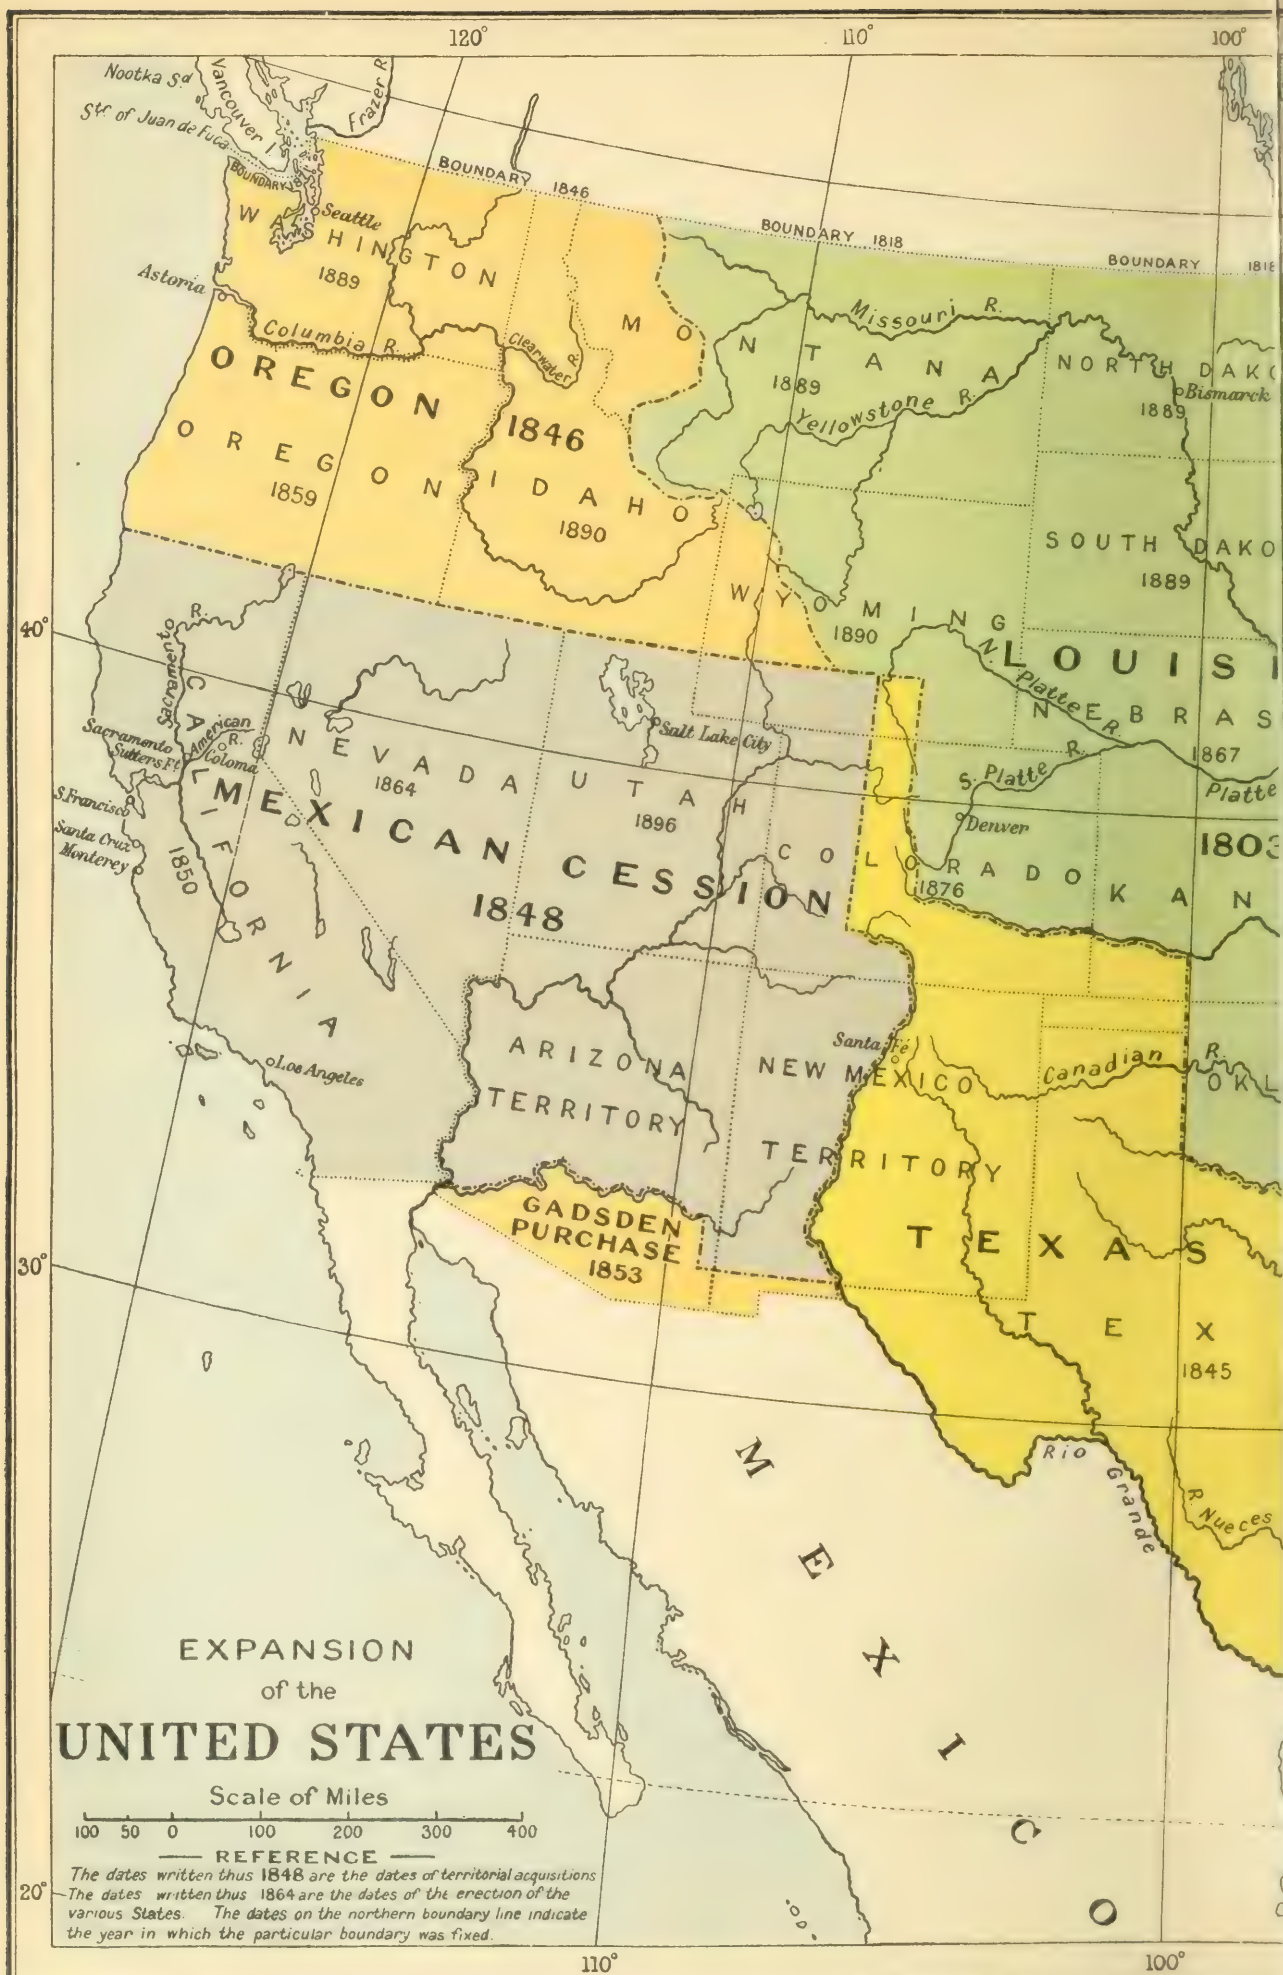 120°
110°
100°
Nootka Sd
Vancouver I.
Frazer R.
Str. of Juan de Fuca
BOUNDARY
BOUNDARY 1846
BOUNDARY 1818
BOUNDARY 1818
Seattle
WASHINGTON
1889
Astoria
Columbia R.
Clearwater R.
MONTANA
1889
Missouri R.
Yellowstone R.
NORTH DAKO
1889
Bismarck
OREGON
1846
OREGON
1859
IDAHO
1890
SOUTH DAKO
1889
WYOMING
1890
40°
Sacramento R.
LOUISI
N. Platte R.
NEBRAS
1867
Platte
S. Platte R.
Denver
1803
American R.
Sacramento
Sutters Ft
Coloma
NEVADA
1864
Salt Lake City
UTAH
1896
S. Francisco
Santa Cruz
Monterey
CALIFORNIA
1850
MEXICAN CESSION
1848
COLORADO
1876
KAN
ARIZONA
TERRITORY
Santa Fé
NEW MEXICO
TERRITORY
Canadian R.
OKL
Los Angeles
GADSDEN
PURCHASE
1853
TEXAS
TEX
1845
30°
Rio Grande
R. Nueces
MEXICO
EXPANSION
of the
UNITED STATES
Scale of Miles
100 50 0 100 200 300 400
REFERENCE
The dates written thus 1848 are the dates of territorial acquisitions
The dates written thus 1864 are the dates of the erection of the
various States. The dates on the northern boundary line indicate
the year in which the particular boundary was fixed.
20°
110°
100°